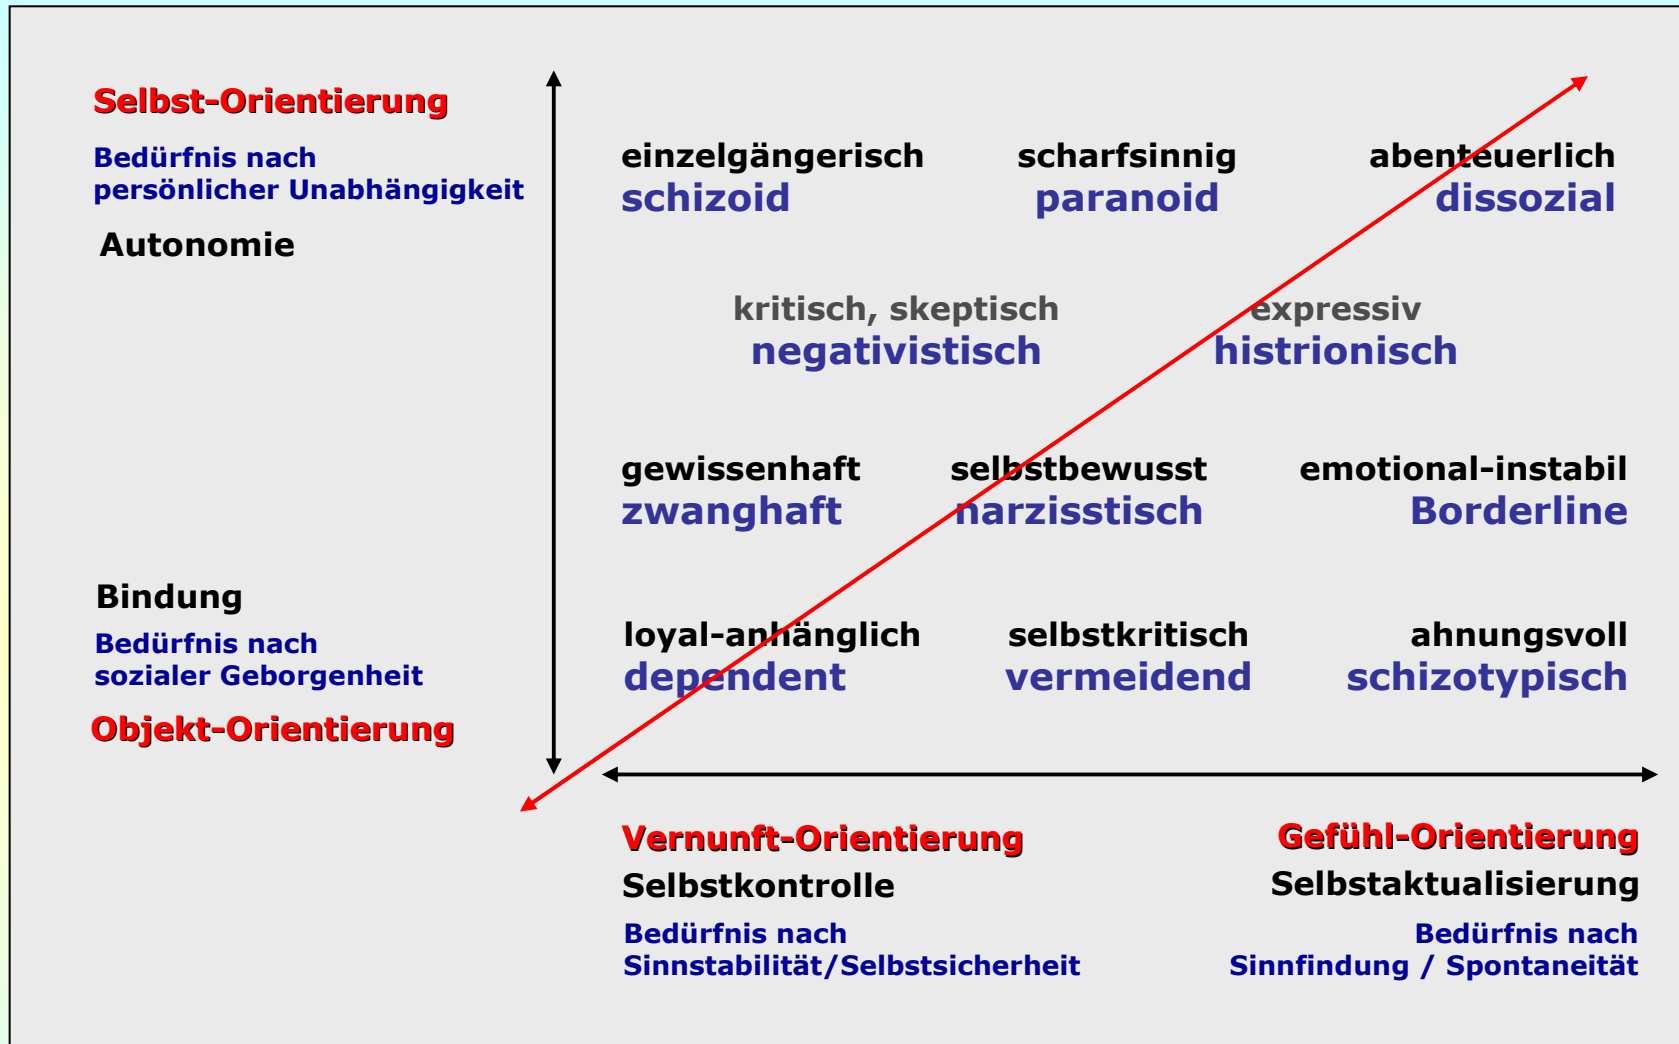 Selbst-Orientierung
Bedürfnis nach
persönlicher Unabhängigkeit
Autonomie
einzelgängerisch scharfsinnig abenteuerlich
schizoid paranoid dissozial
kritisch, skeptisch expressiv
negativistisch histrionisch
gewissenhaft selbstbewusst emotional-instabil
zwanghaft narzisstisch Borderline
Bindung
Bedürfnis nach
sozialer Geborgenheit
Objekt-Orientierung
loyal-anhänglich selbstkritisch ahnungsvoll
dependent vermeidend schizotypisch
Vernunft-Orientierung Gefühl-Orientierung
Selbstkontrolle Selbstaktualisierung
Bedürfnis nach Bedürfnis nach
Sinnstabilität/Selbstsicherheit Sinnfindung / Spontaneität